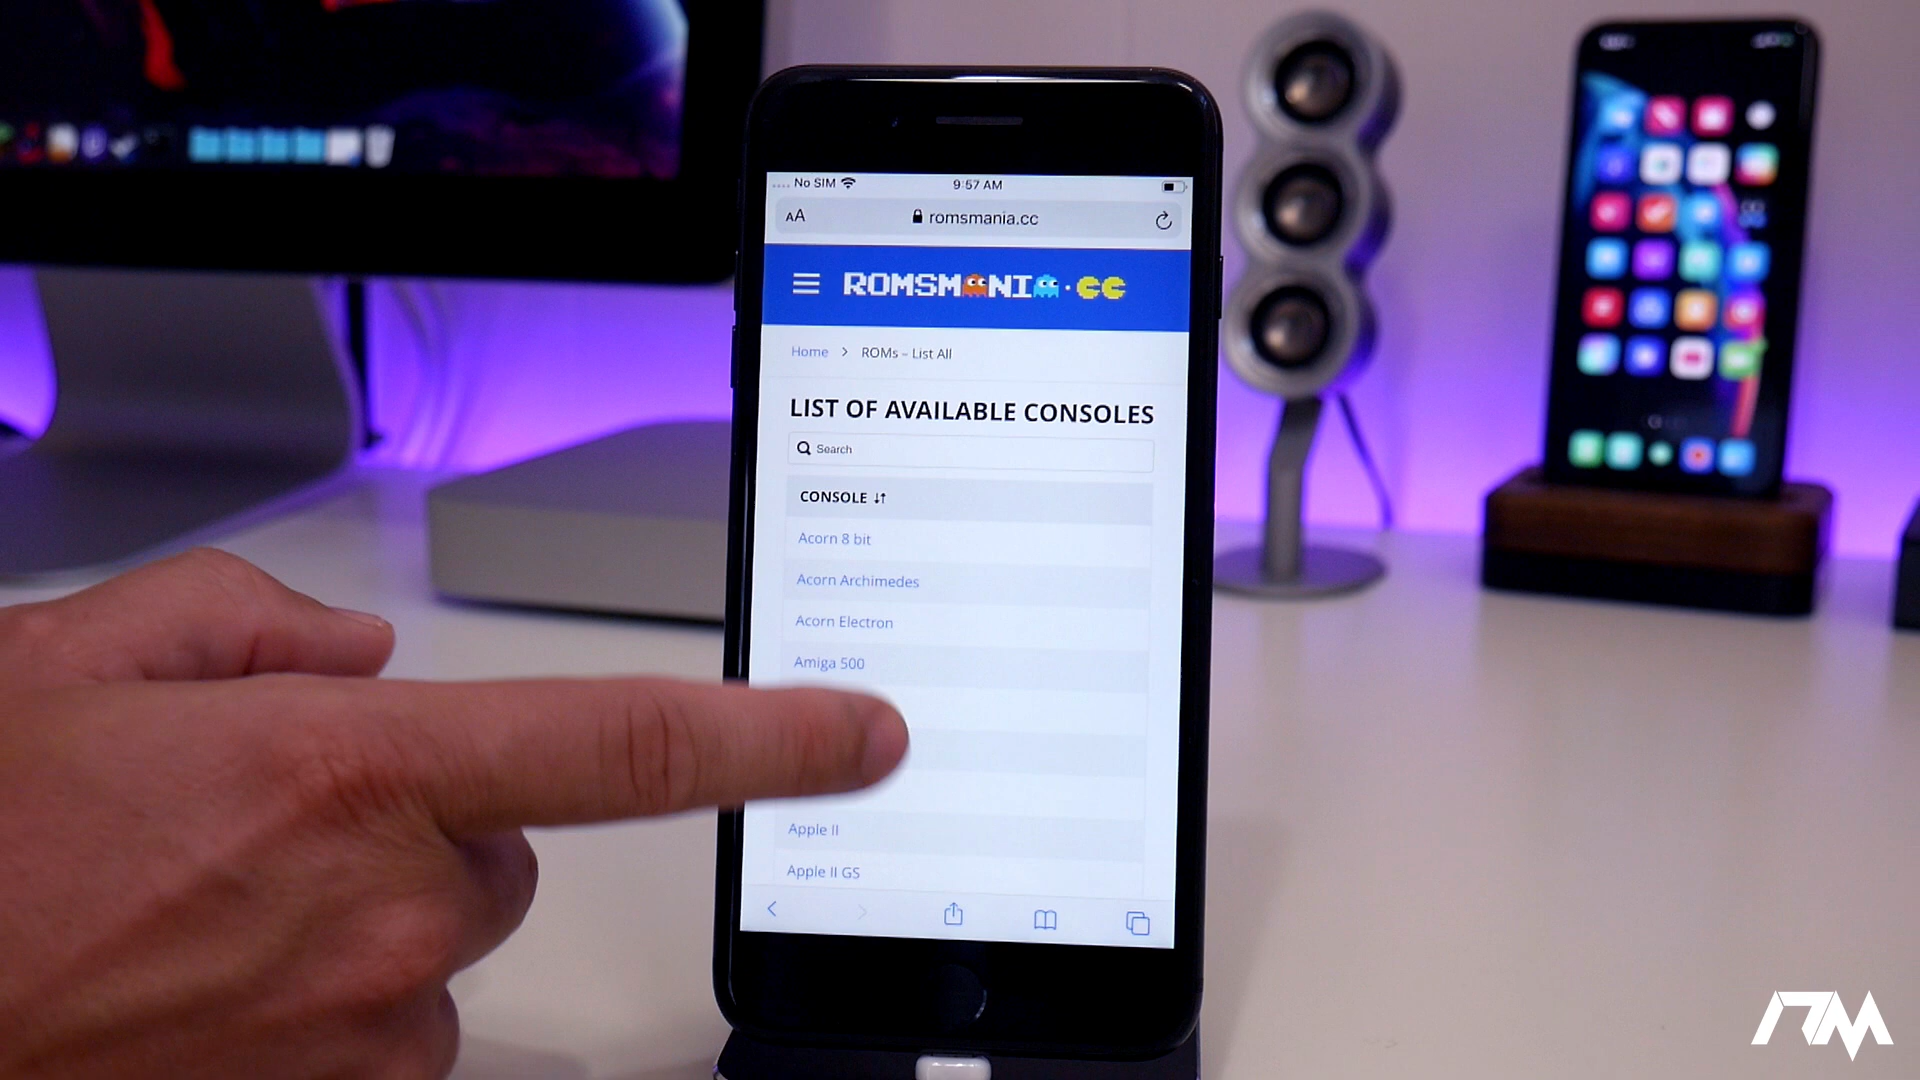 No SIM
9:57 AM
AA
romsmania.cc
ROMSMANIA.CC
Home > ROMs – List All
LIST OF AVAILABLE CONSOLES
Search
CONSOLE
Acorn 8 bit
Acorn Archimedes
Acorn Electron
Amiga 500
Apple II
Apple II GS